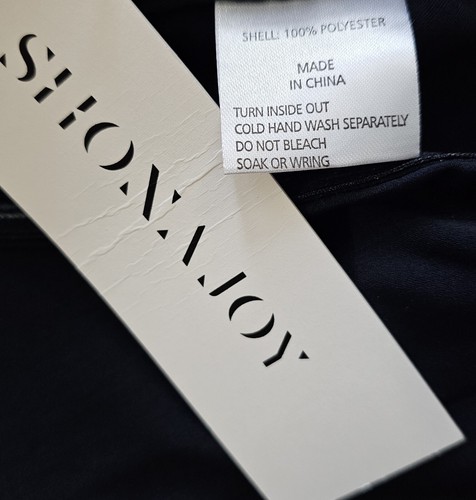 SHONA JOY
SHELL: 100% POLYESTER
MADE
IN CHINA
TURN INSIDE OUT
COLD HAND WASH SEPARATELY
DO NOT BLEACH
SOAK OR WRING